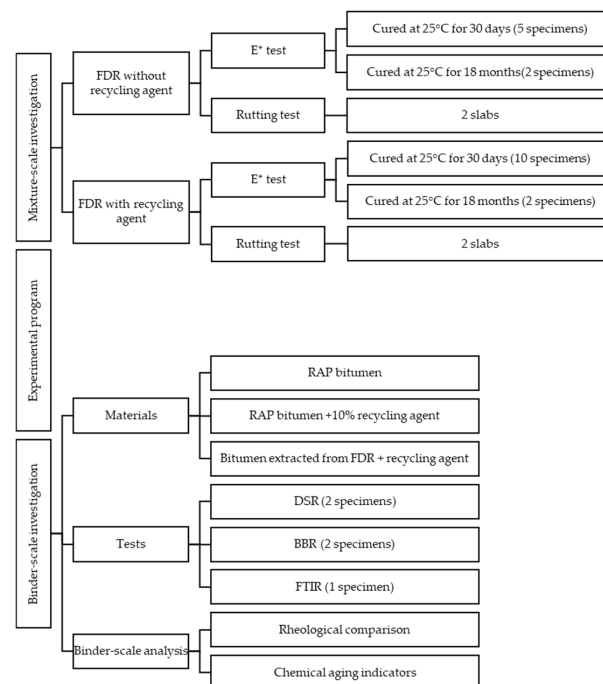 Mixture-scale investigation
FDR without
recycling agent
E* test
Cured at 25°C for 30 days (5 specimens)
Cured at 25°C for 18 months(2 specimens)
Rutting test
2 slabs
FDR with recycling
agent
E* test
Cured at 25°C for 30 days (10 specimens)
Cured at 25°C for 18 months (2 specimens)
Rutting test
2 slabs
Experimental program
Binder-scale investigation
Materials
RAP bitumen
RAP bitumen +10% recycling agent
Bitumen extracted from FDR + recycling agent
Tests
DSR (2 specimens)
BBR (2 specimens)
FTIR (1 specimen)
Binder-scale analysis
Rheological comparison
Chemical aging indicators